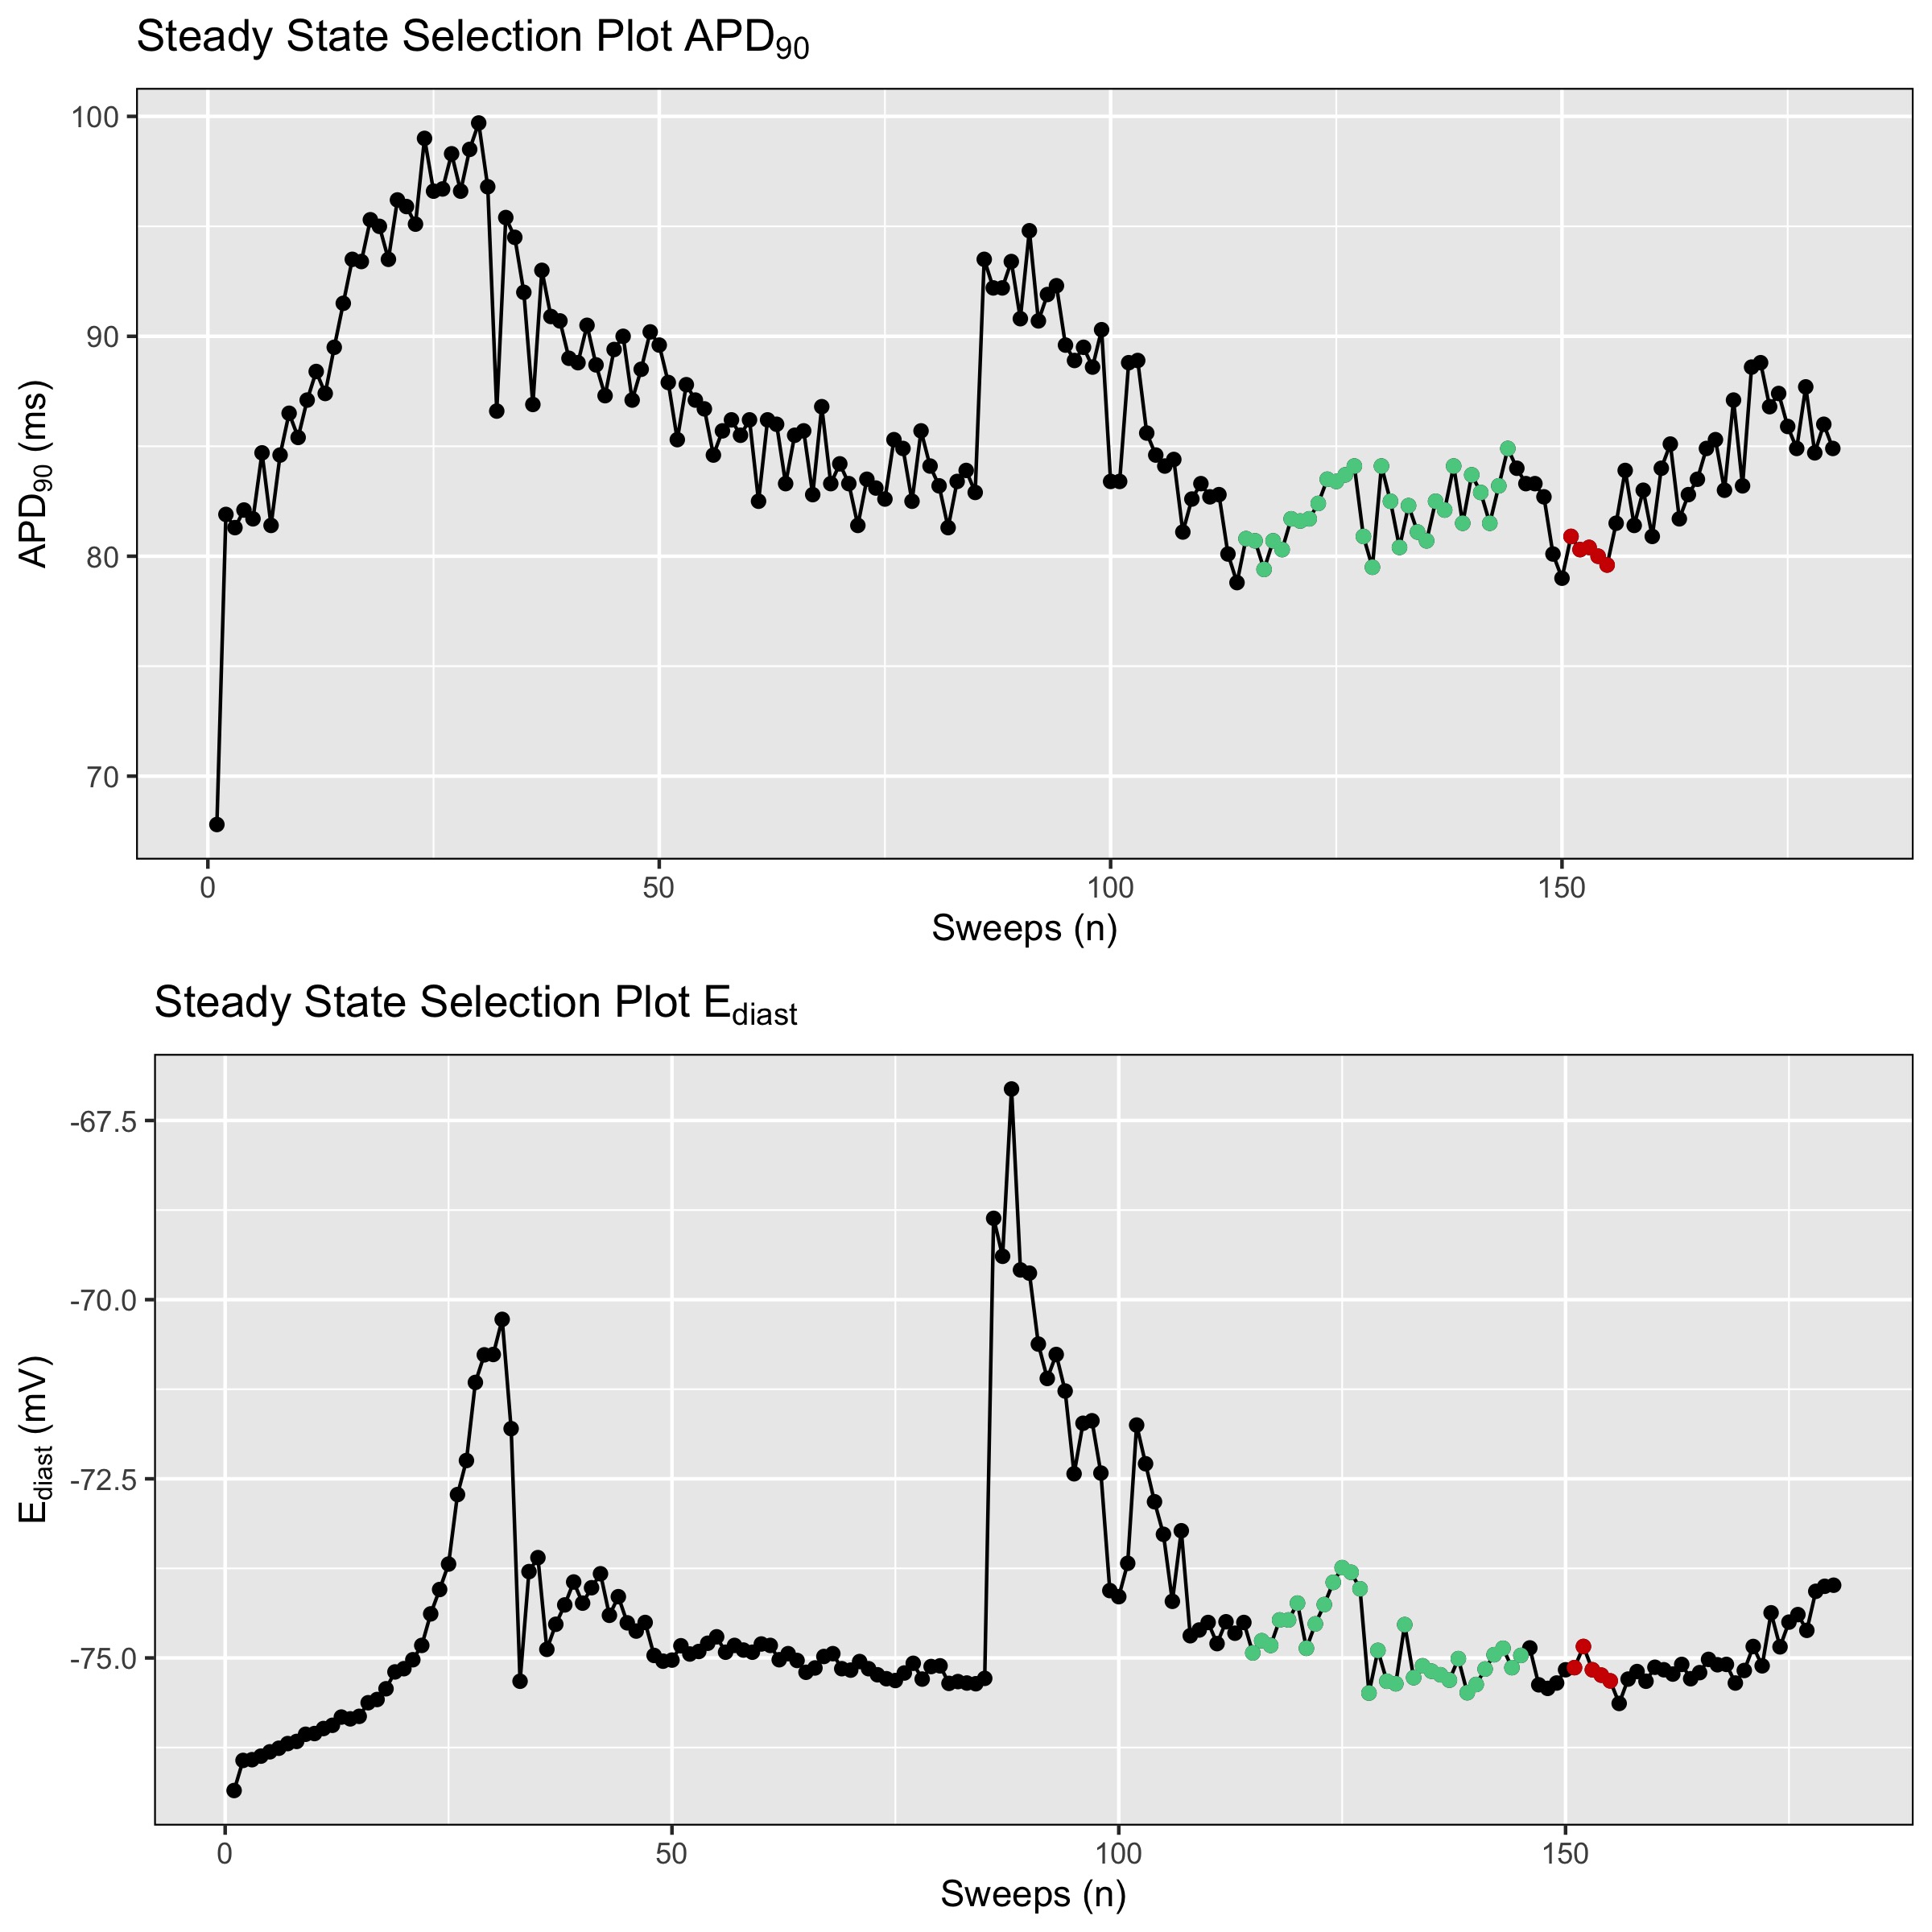 Steady State Selection Plot APD90
100
90
80
70
APD90 (ms)
0 50 100 150
Sweeps (n)
Steady State Selection Plot Ediast
-67.5
-70.0
-72.5
-75.0
Ediast (mV)
0 50 100 150
Sweeps (n)